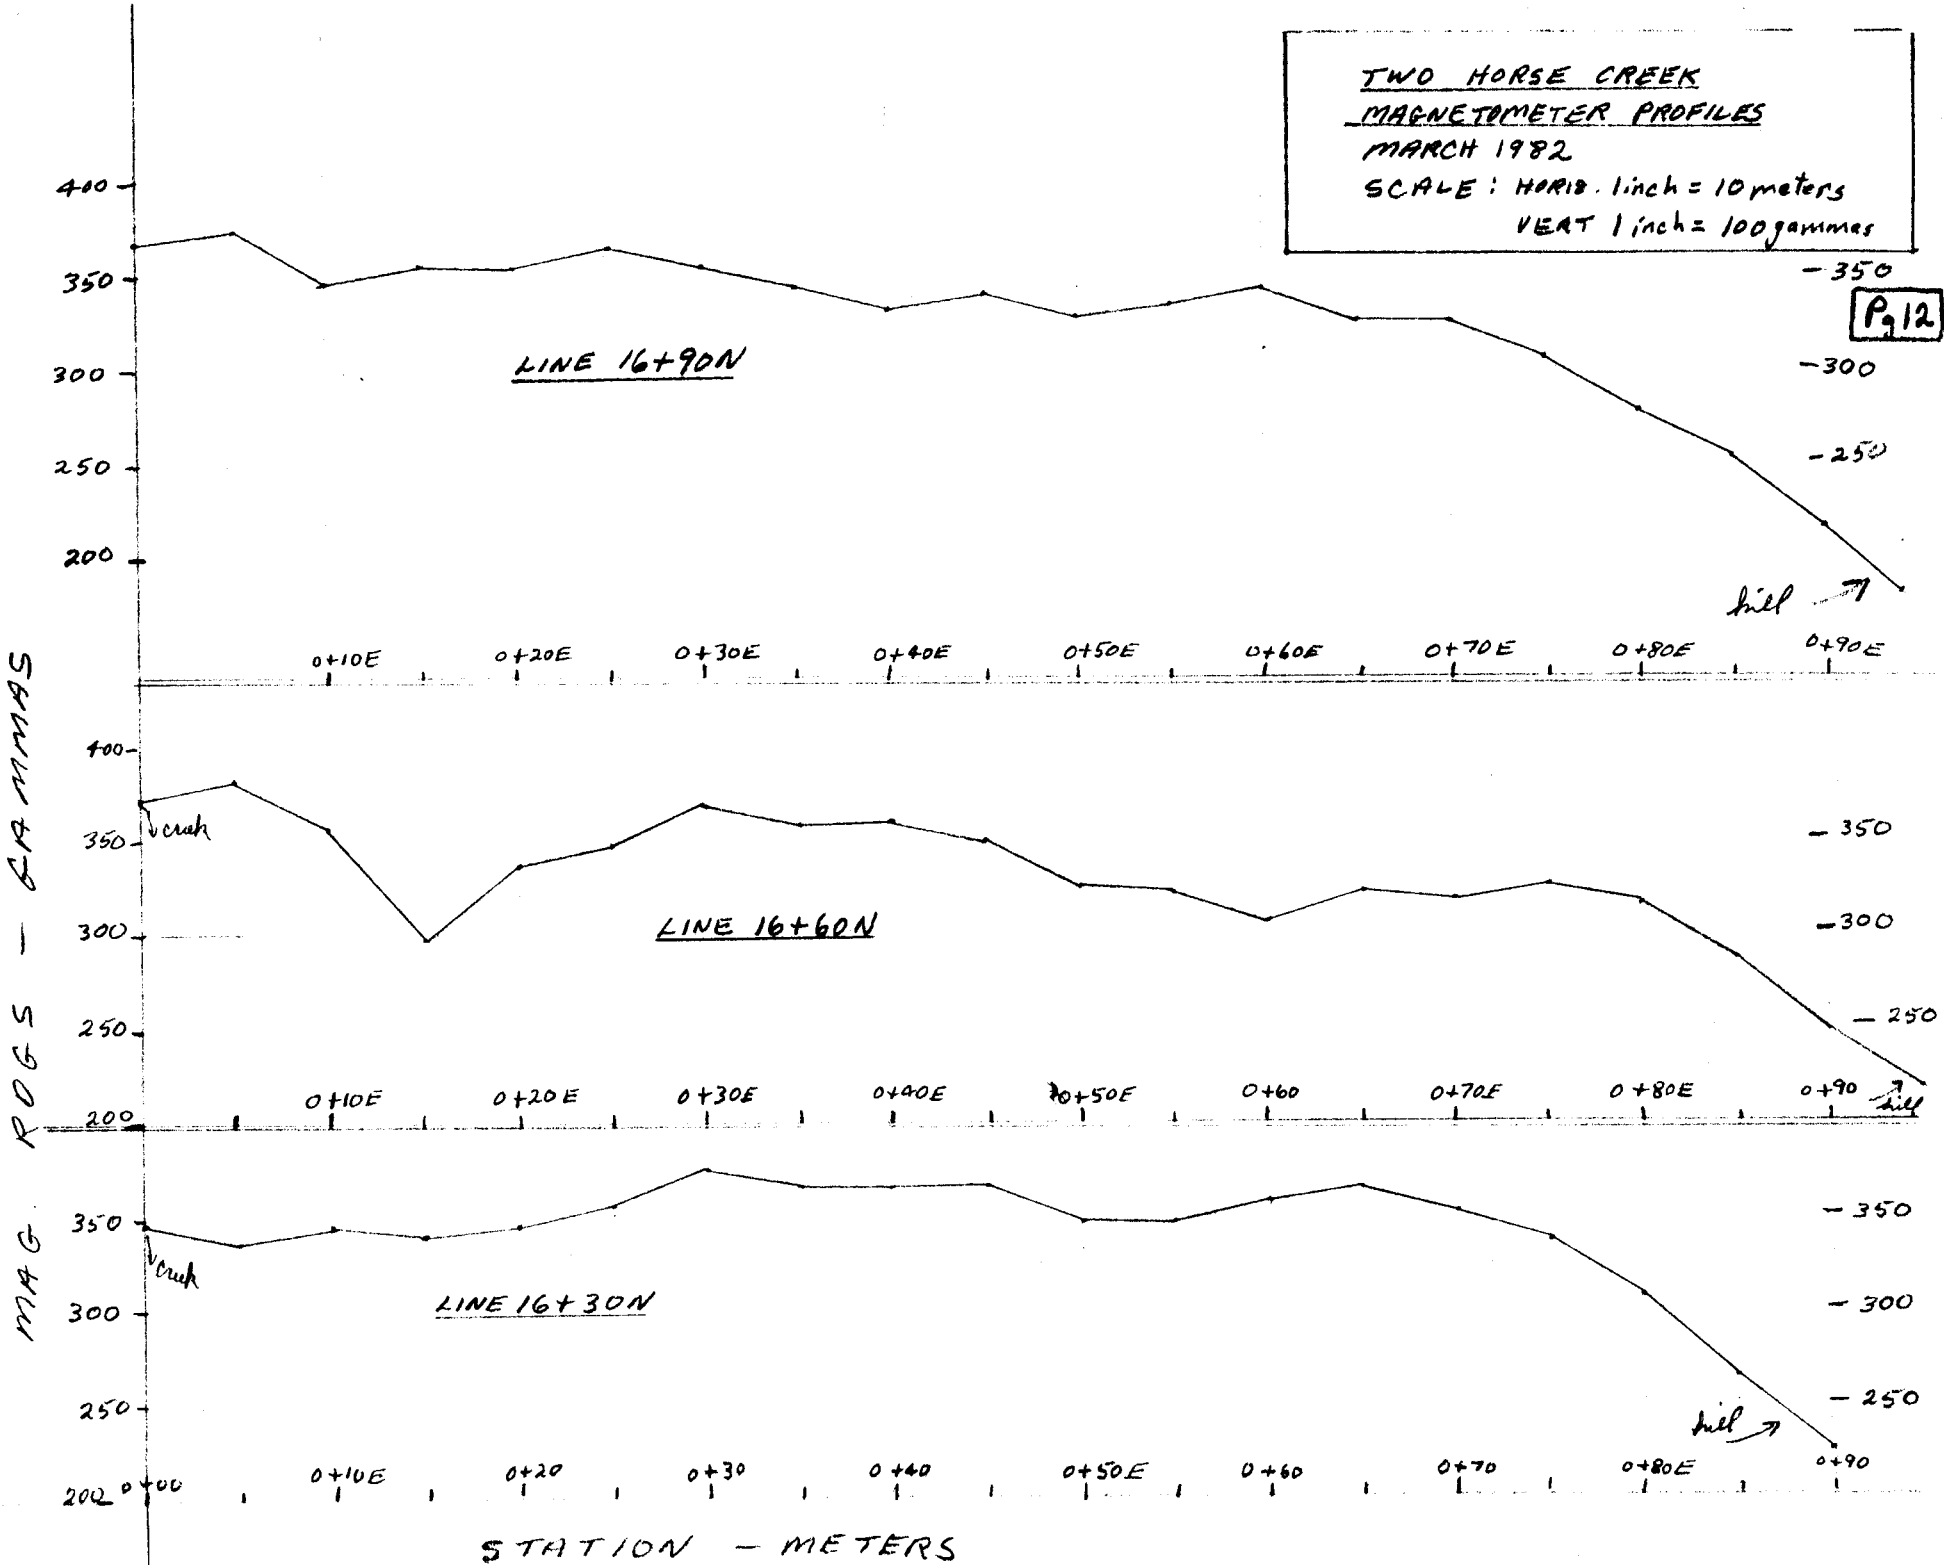 TWO HORSE CREEK
MAGNETOMETER PROFILES
MARCH 1982
SCALE : HORIZ. 1 inch = 10 meters
VERT 1 inch = 100 gammas
Pg 12
MAG. RDGS - GAMMAS
400
350
300
250
200
- 350
- 300
- 250
LINE 16+90N
hill
0+10E 0+20E 0+30E 0+40E 0+50E 0+60E 0+70E 0+80E 0+90E
400
350
300
250
200
creek
- 350
- 300
- 250
LINE 16+60N
hill
0+10E 0+20E 0+30E 0+40E 0+50E 0+60 0+70E 0+80E 0+90
350
300
250
200
creek
- 350
- 300
- 250
LINE 16+30N
hill
0+00 0+10E 0+20 0+30 0+40 0+50E 0+60 0+70 0+80E 0+90
STATION - METERS